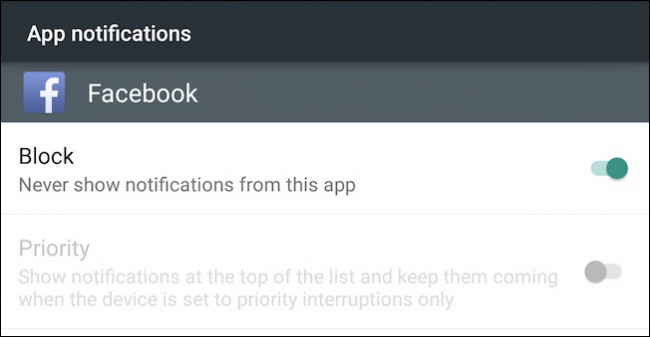 App notifications
f Facebook
Block
Never show notifications from this app
Priority
Show notifications at the top of the list and keep them coming
when the device is set to priority interruptions only